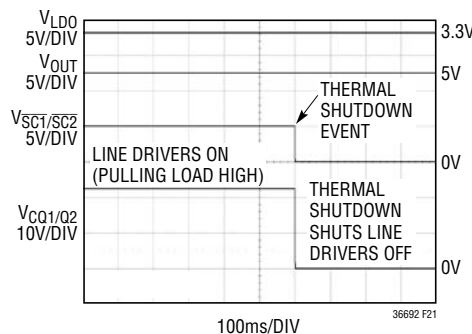 VLDO
5V/DIV
3.3V
VOUT
5V/DIV
5V
THERMAL
SHUTDOWN
EVENT
VSC1/SC2
5V/DIV
0V
LINE DRIVERS ON
(PULLING LOAD HIGH)
THERMAL
SHUTDOWN
SHUTS LINE
DRIVERS OFF
VCQ1/Q2
10V/DIV
0V
36692 F21
100ms/DIV